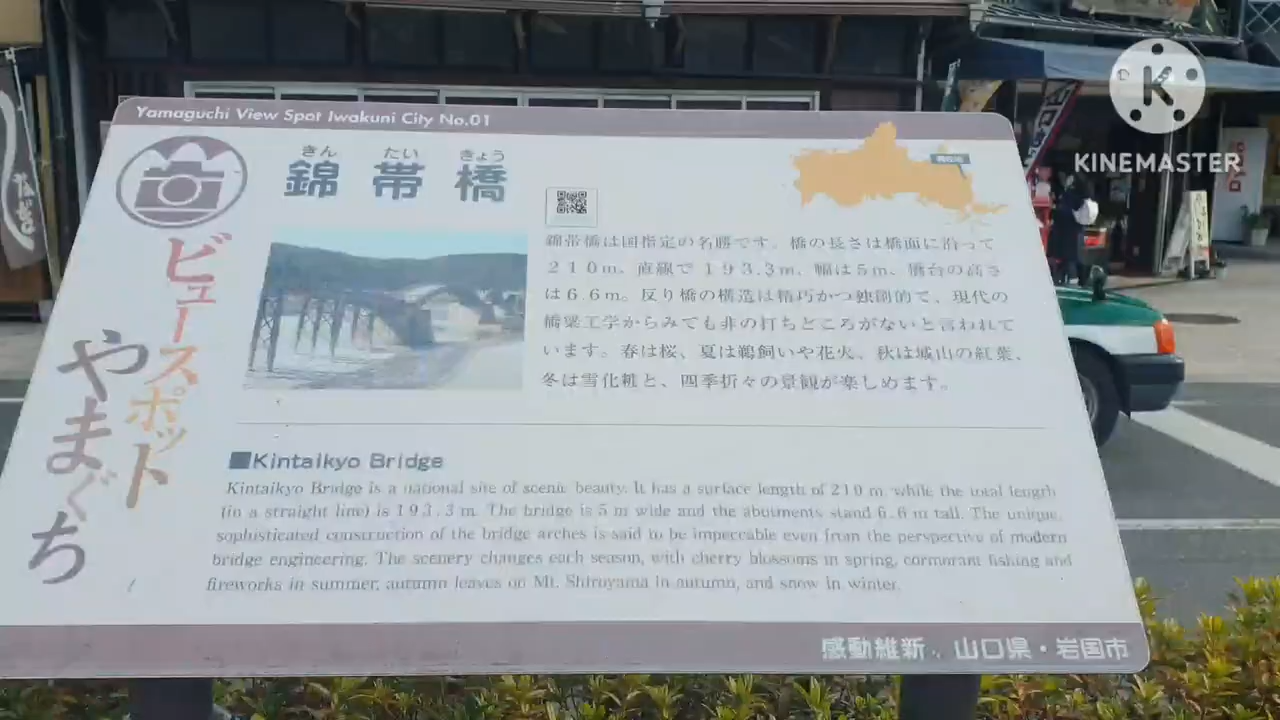 Yamaguchi View Spot Iwakuni City No.01
KINEMASTER
きん たい きょう
錦帯橋
ビュースポット
やまぐち
錦帯橋は国指定の名勝です。橋の長さは橋面に沿って
210m、直線で193.3m、幅は5m、橋台の高さ
は6.6m。反り橋の構造は精巧かつ独創的で、現代の
橋梁工学からみても非の打ちどころがないと言われて
います。春は桜、夏は鵜飼いや花火、秋は城山の紅葉、
冬は雪化粧と、四季折々の景観が楽しめます。
■Kintaikyo Bridge
Kintaikyo Bridge is a national site of scenic beauty. It has a surface length of 210 m while the total length
(in a straight line) is 193.3 m. The bridge is 5 m wide and the abutments stand 6.6 m tall. The unique,
sophisticated construction of the bridge arches is said to be impeccable even from the perspective of modern
bridge engineering. The scenery changes each season, with cherry blossoms in spring, cormorant fishing and
fireworks in summer, autumn leaves on Mt. Shiroyama in autumn, and snow in winter.
感動維新、山口県・岩国市